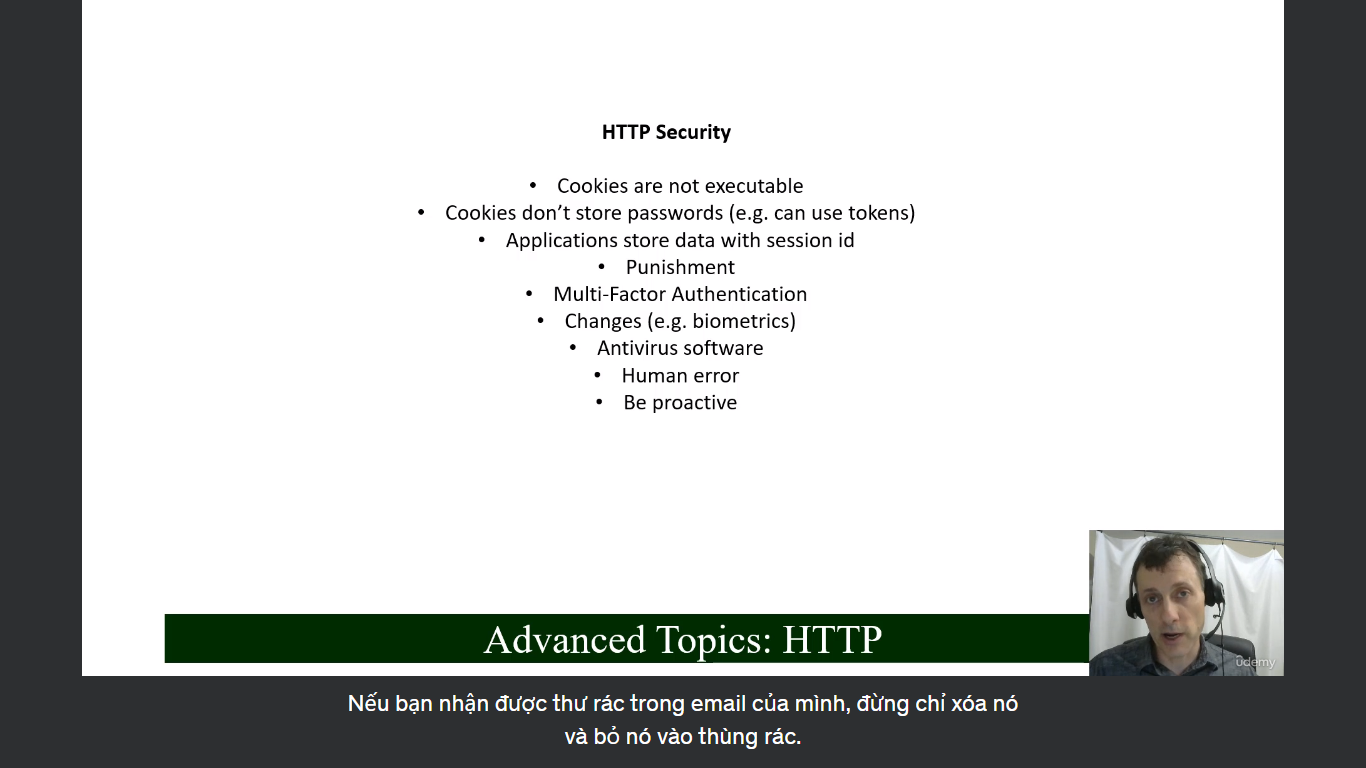 HTTP Security
• Cookies are not executable
• Cookies don’t store passwords (e.g. can use tokens)
• Applications store data with session id
• Punishment
• Multi-Factor Authentication
• Changes (e.g. biometrics)
• Antivirus software
• Human error
• Be proactive
udemy
Advanced Topics: HTTP
Nếu bạn nhận được thư rác trong email của mình, đừng chỉ xóa nó
và bỏ nó vào thùng rác.